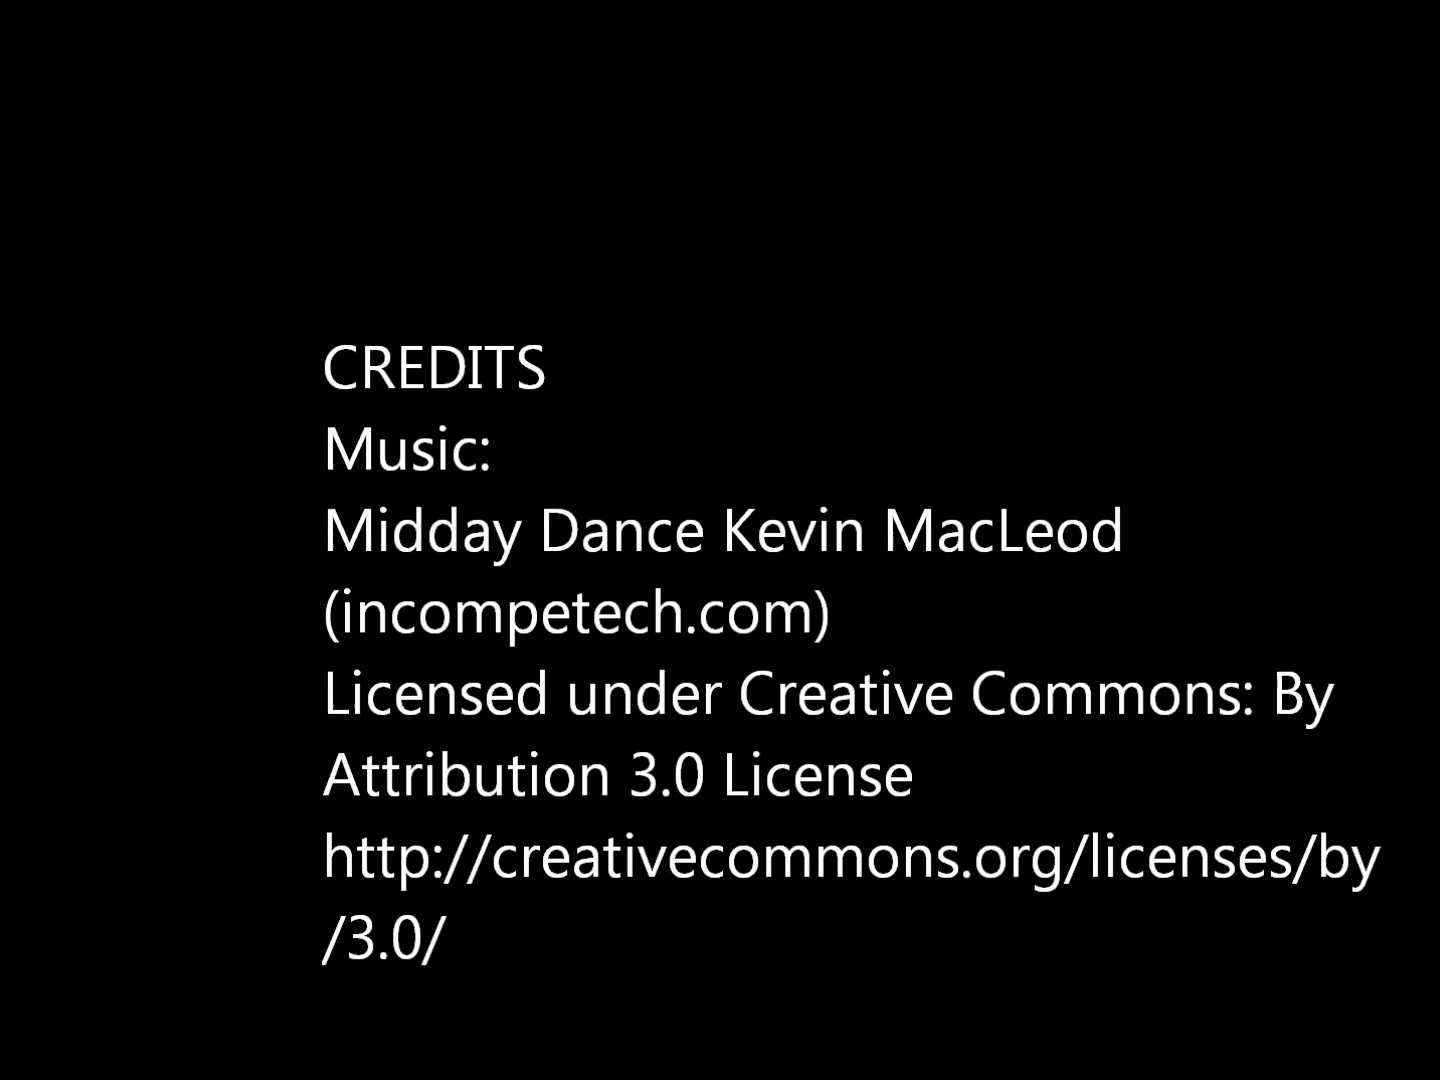 CREDITS
Music:
Midday Dance Kevin MacLeod
(incompetech.com)
Licensed under Creative Commons: By
Attribution 3.0 License
http://creativecommons.org/licenses/by
/3.0/